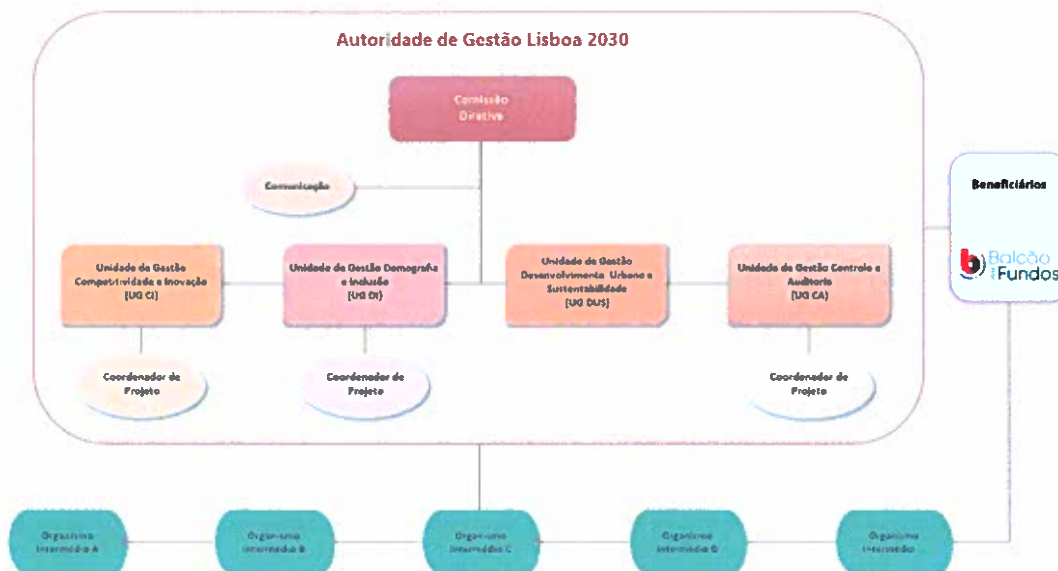 Autoridade de Gestão Lisboa 2030
Comissão
Diretiva
Comunicação
Beneficiários
Balcão
dos Fundos
Unidade de Gestão
Competitividade e Inovação
[UG CI]
Unidade de Gestão Demografia
e Inclusão
[UG DI]
Unidade de Gestão
Desenvolvimento Urbano e
Sustentabilidade
[UG DUS]
Unidade de Gestão Controlo e
Auditoria
[UG CA]
Coordenador de
Projeto
Coordenador de
Projeto
Coordenador de
Projeto
Organismo
Intermédio A
Organismo
Intermédio B
Organismo
Intermédio C
Organismo
Intermédio D
Organismo
Intermédio ...